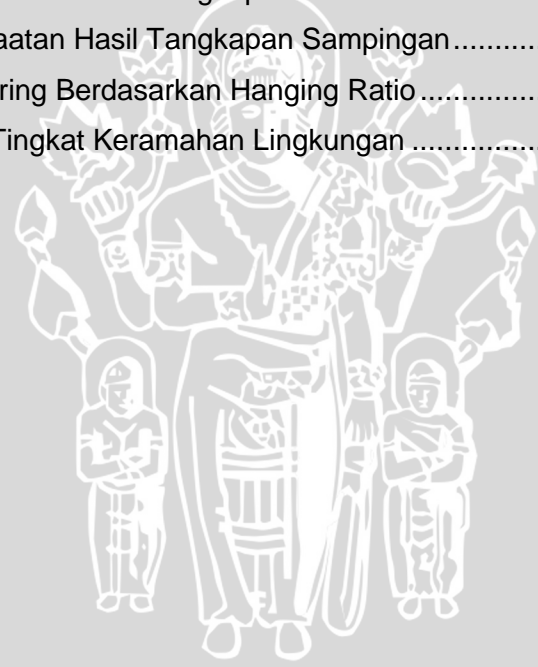 aatan Hasil Tangkapan Sampingan...............
ring Berdasarkan Hanging Ratio..................
Tingkat Keramahan Lingkungan ..................